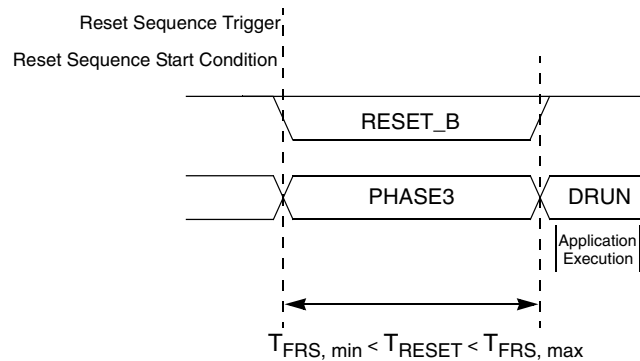 Reset Sequence Trigger
Reset Sequence Start Condition
RESET_B
PHASE3
DRUN
Application
Execution
TFRS, min < TRESET < TFRS, max